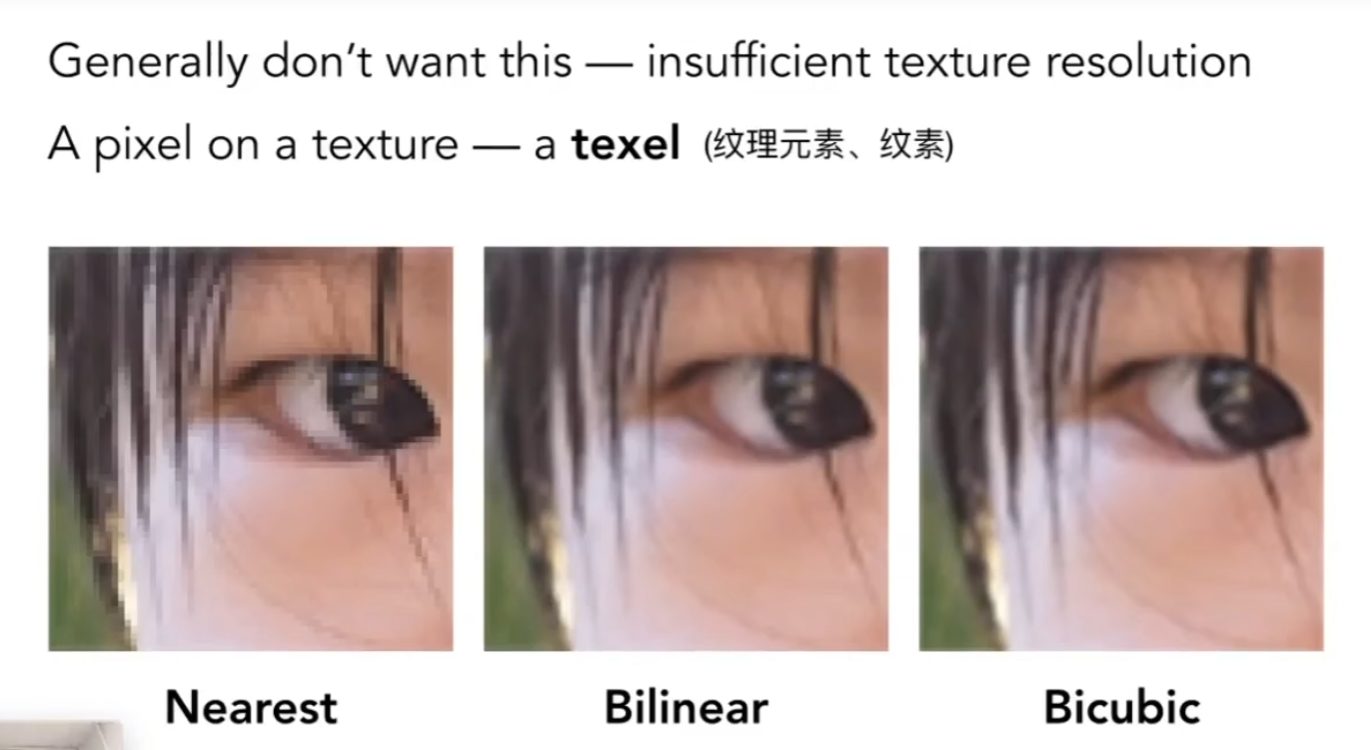 Generally don’t want this — insufficient texture resolution
A pixel on a texture — a texel (纹理元素、纹素)
Nearest
Bilinear
Bicubic